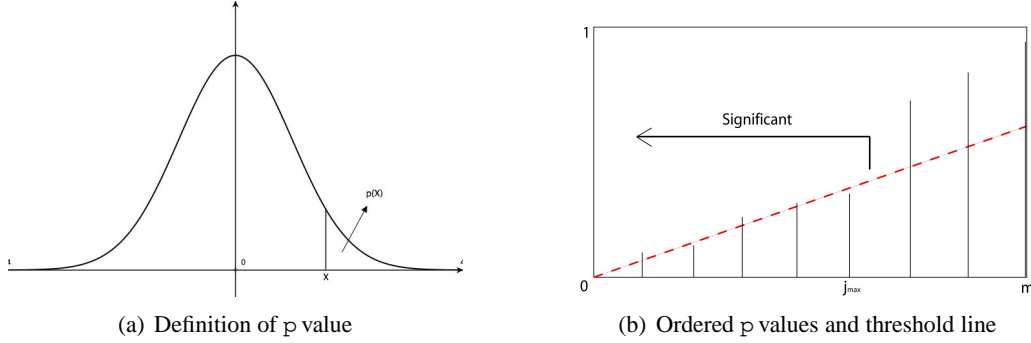 p(X)
0
X
(a) Definition of p value
1
Significant
0
jmax
m
(b) Ordered p values and threshold line